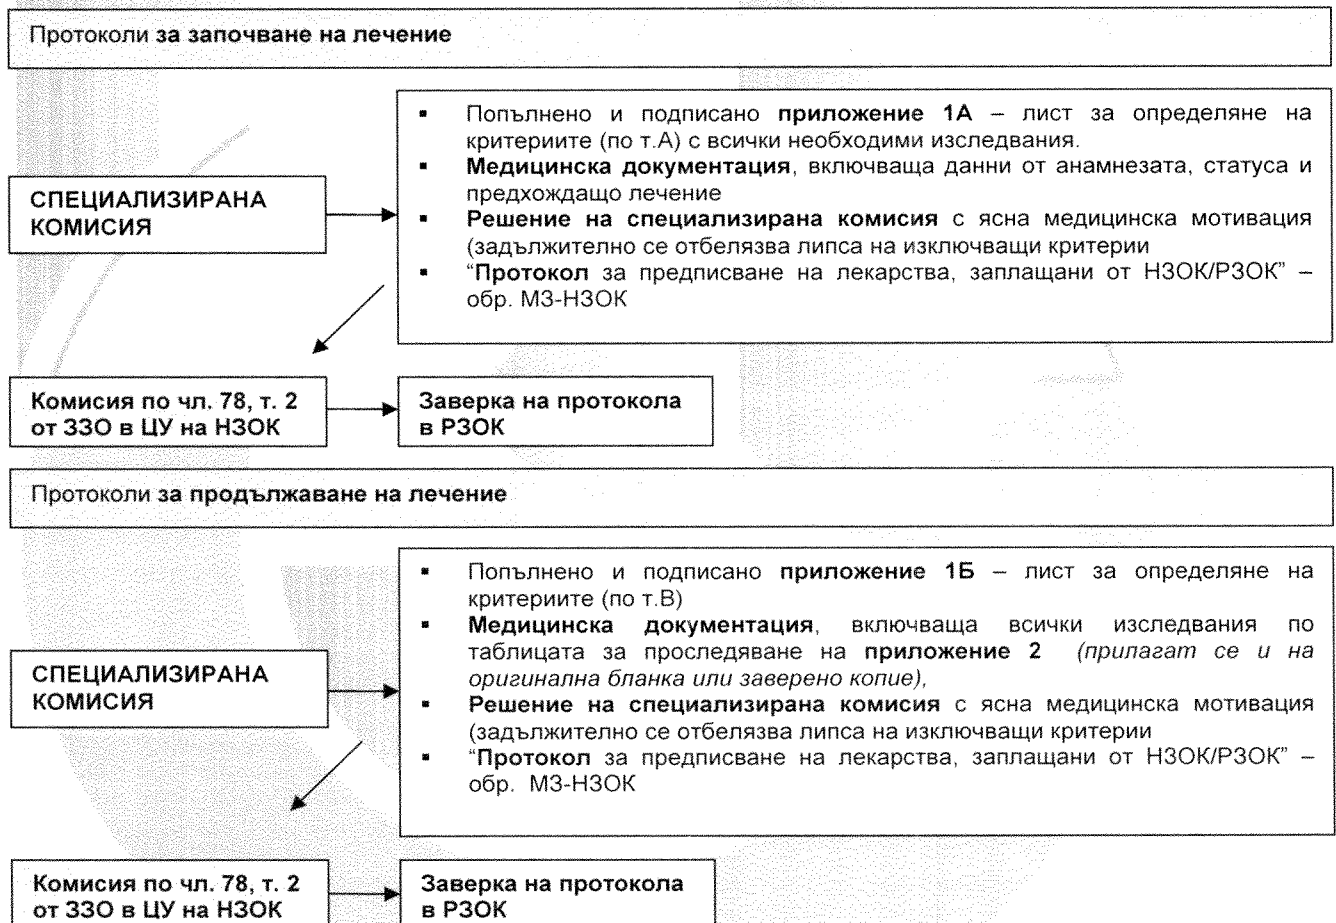 Протоколи за започване на лечение
СПЕЦИАЛИЗИРАНА
КОМИСИЯ
▪ Попълнено и подписано приложение 1А – лист за определяне на
критериите (по т.А) с всички необходими изследвания.
▪ Медицинска документация, включваща данни от анамнезата, статуса и
предхождащо лечение
▪ Решение на специализирана комисия с ясна медицинска мотивация
(задължително се отбелязва липса на изключващи критерии
▪ “Протокол за предписване на лекарства, заплащани от НЗОК/РЗОК” –
обр. МЗ-НЗОК
Комисия по чл. 78, т. 2
от ЗЗО в ЦУ на НЗОК
Заверка на протокола
в РЗОК
Протоколи за продължаване на лечение
СПЕЦИАЛИЗИРАНА
КОМИСИЯ
▪ Попълнено и подписано приложение 1Б – лист за определяне на
критериите (по т.В)
▪ Медицинска документация, включваща всички изследвания по
таблицата за проследяване на приложение 2 (прилагат се и на
оригинална бланка или заверено копие),
▪ Решение на специализирана комисия с ясна медицинска мотивация
(задължително се отбелязва липса на изключващи критерии
▪ “Протокол за предписване на лекарства, заплащани от НЗОК/РЗОК” –
обр. МЗ-НЗОК
Комисия по чл. 78, т. 2
от ЗЗО в ЦУ на НЗОК
Заверка на протокола
в РЗОК